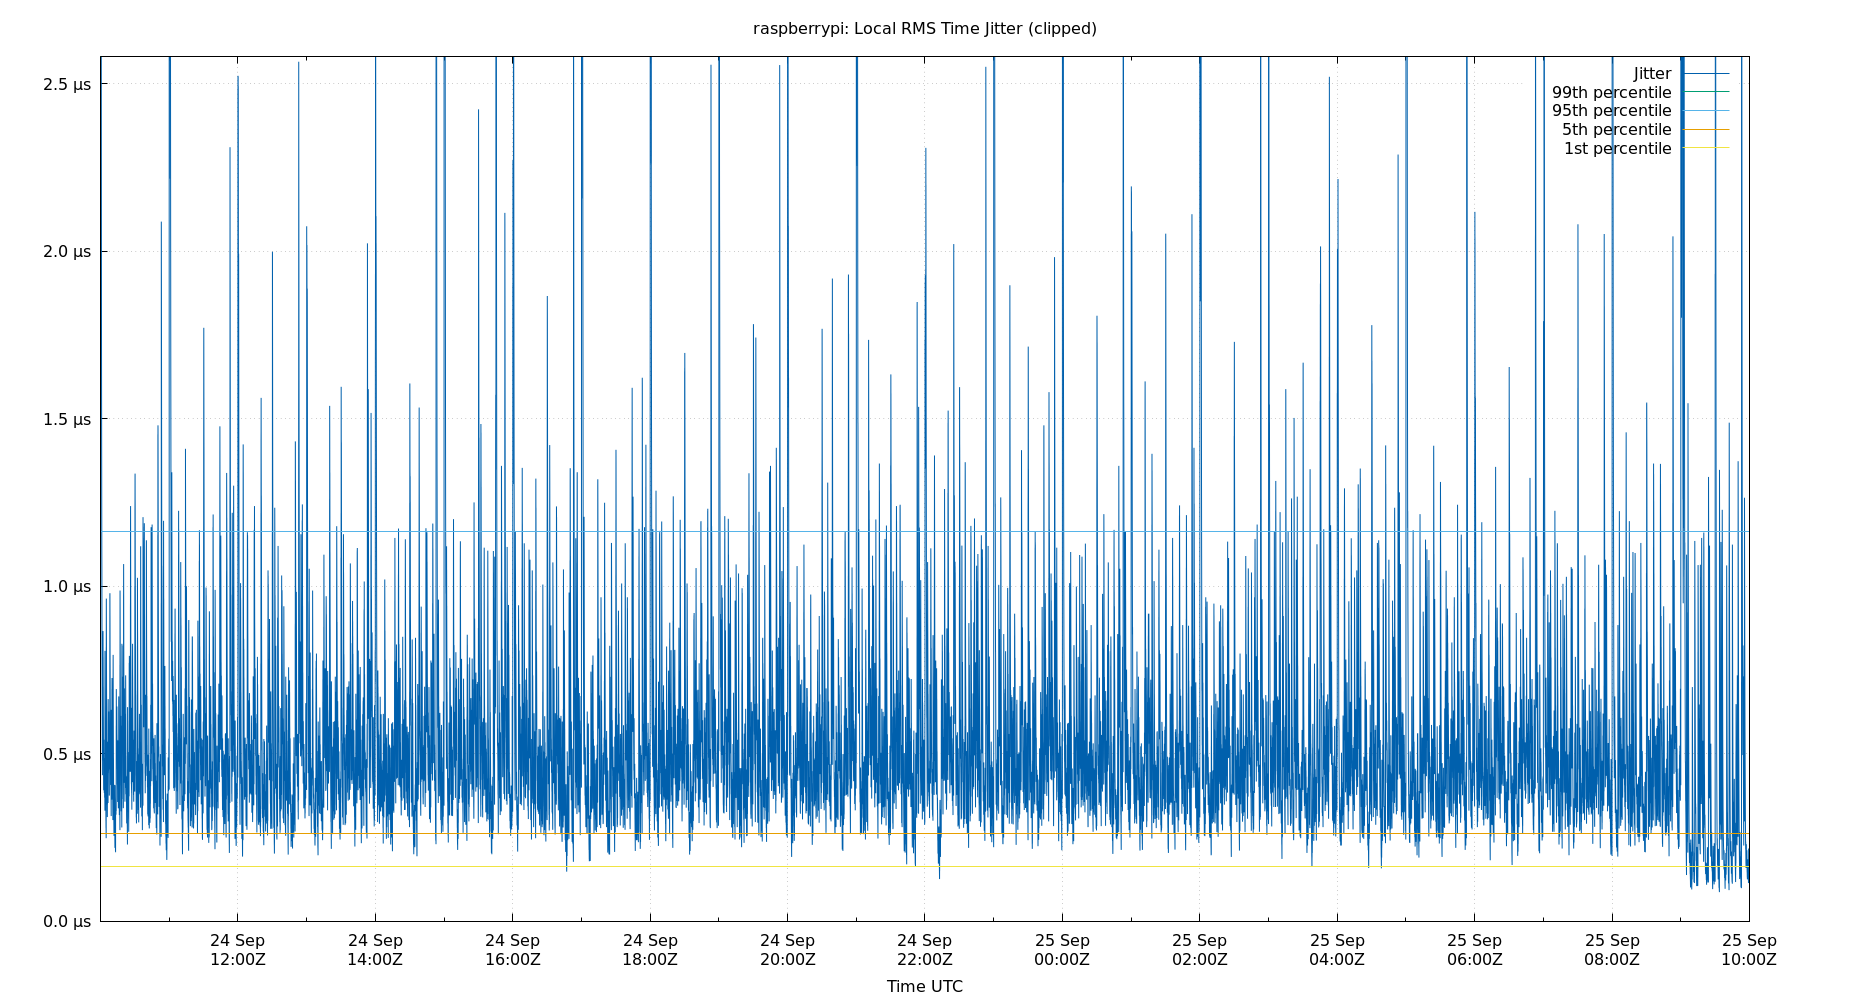 raspberrypi: Local RMS Time Jitter (clipped)
Jitter
99th percentile
95th percentile
5th percentile
1st percentile
2.5 µs
2.0 µs
1.5 µs
1.0 µs
0.5 µs
0.0 µs
24 Sep 24 Sep 24 Sep 24 Sep 24 Sep 24 Sep 25 Sep 25 Sep 25 Sep 25 Sep 25 Sep 25 Sep
12:00Z 14:00Z 16:00Z 18:00Z 20:00Z 22:00Z 00:00Z 02:00Z 04:00Z 06:00Z 08:00Z 10:00Z
Time UTC